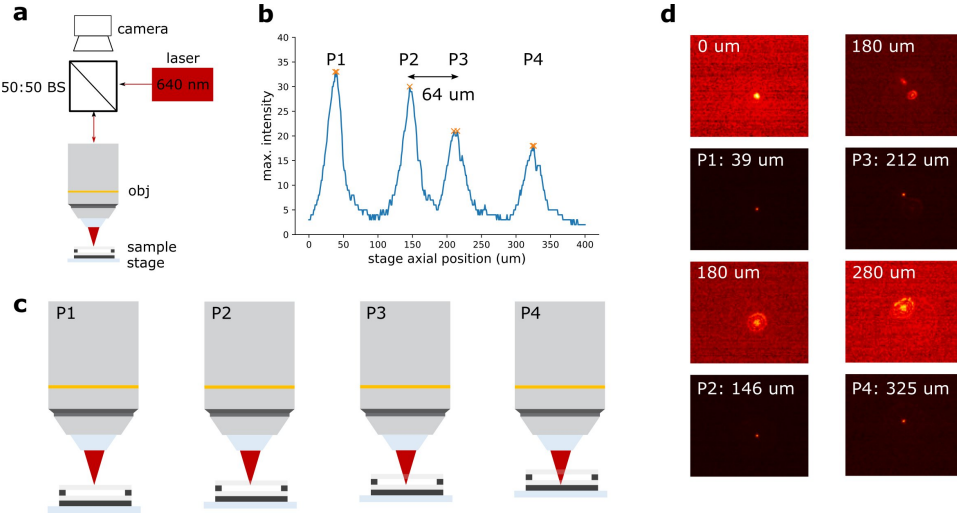 a
camera
laser
640 nm
50:50 BS
obj
sample
stage
b
P1
P2
P3
P4
64 um
max. intensity
40
35
30
25
20
15
10
5
0
0
50
100
150
200
250
300
350
400
stage axial position (um)
c
P1
P2
P3
P4
d
0 um
180 um
P1: 39 um
P3: 212 um
180 um
280 um
P2: 146 um
P4: 325 um